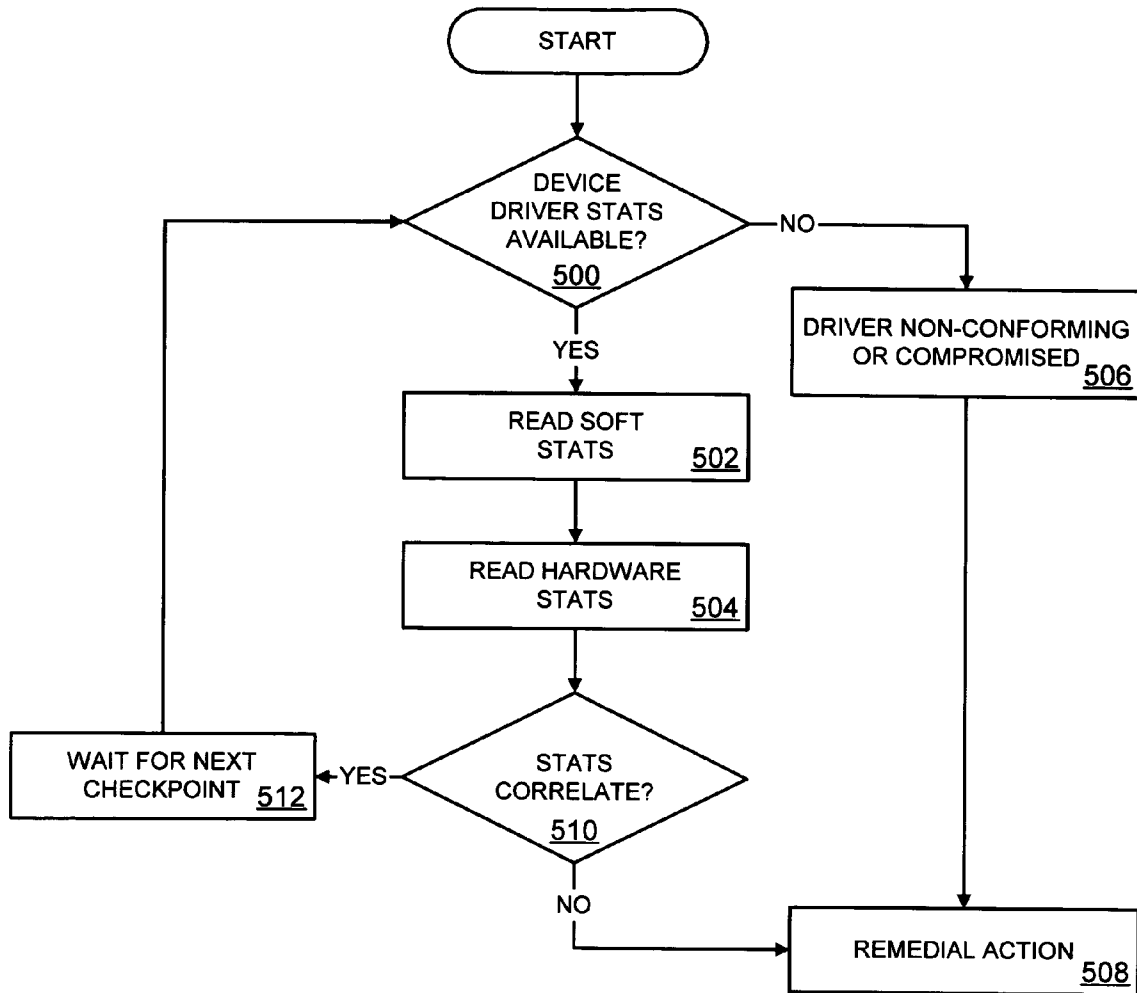 START
DEVICE
DRIVER STATS
AVAILABLE?
500
NO
YES
DRIVER NON-CONFORMING
OR COMPROMISED
506
READ SOFT
STATS
502
READ HARDWARE
STATS
504
STATS
CORRELATE?
510
YES
WAIT FOR NEXT
CHECKPOINT
512
NO
REMEDIAL ACTION
508